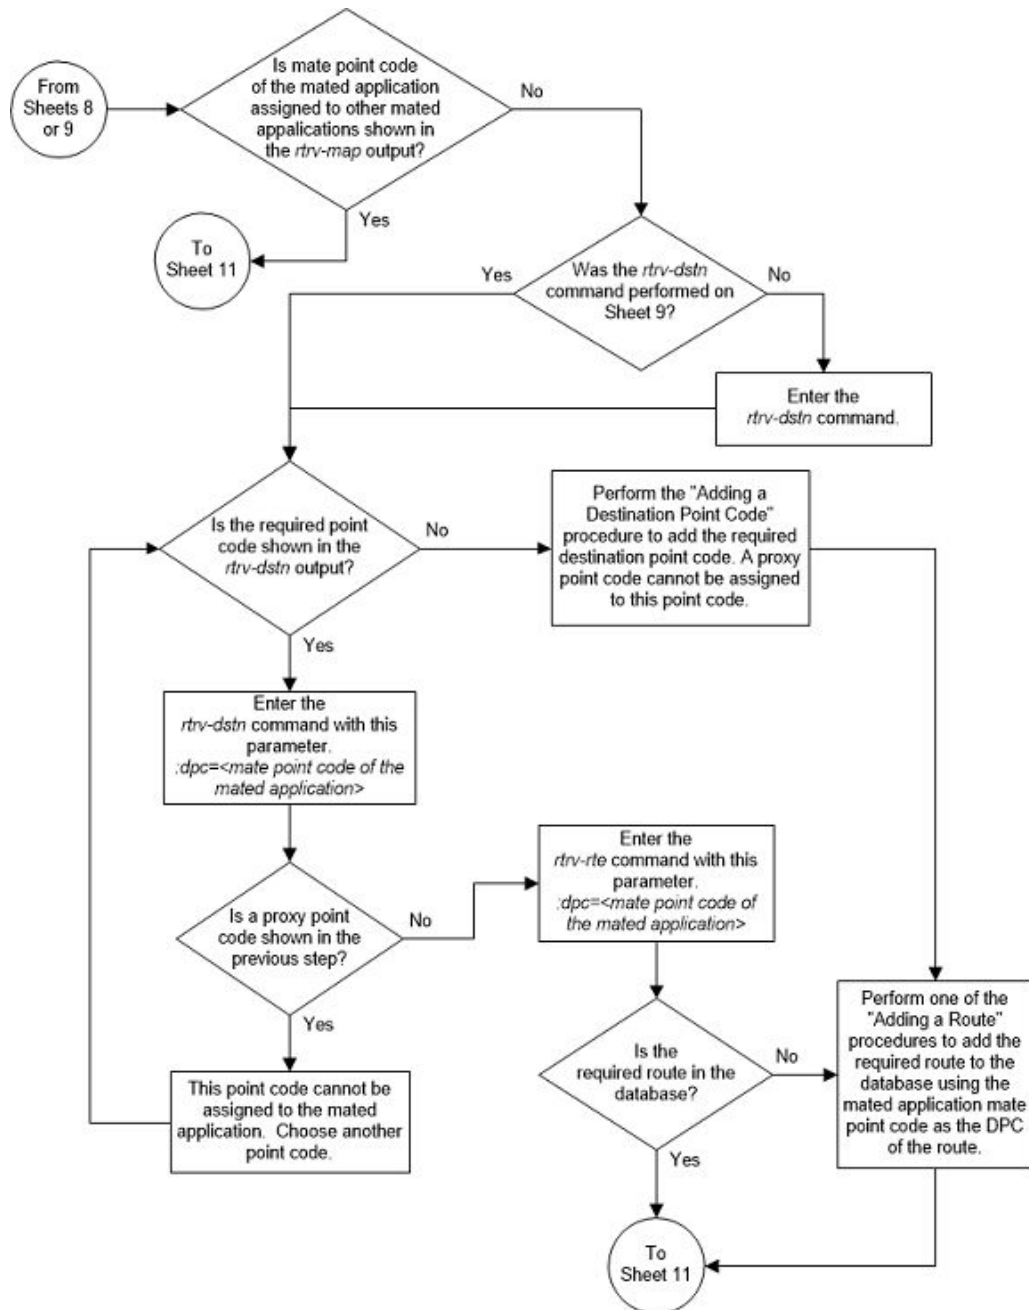 From
Sheets 8
or 9
Is mate point code
of the mated application
assigned to other mated
appalications shown in
the rtrv-map output?
No
Yes
To
Sheet 11
Was the rtrv-dstn
command performed on
Sheet 9?
Yes
No
Enter the
rtrv-dstn command.
Is the required point
code shown in the
rtrv-dstn output?
No
Perform the "Adding a
Destination Point Code"
procedure to add the required
destination point code. A proxy
point code cannot be assigned
to this point code.
Yes
Enter the
rtrv-dstn command with this
parameter.
:dpc=<mate point code of the
mated application>
Is a proxy point
code shown in the
previous step?
No
Enter the
rtrv-rte command with this
parameter.
:dpc=<mate point code of
the mated application>
Yes
This point code cannot be
assigned to the mated
application. Choose another
point code.
Is the
required route in the
database?
No
Perform one of the
"Adding a Route"
procedures to add the
required route to the
database using the
mated application mate
point code as the DPC
of the route.
Yes
To
Sheet 11